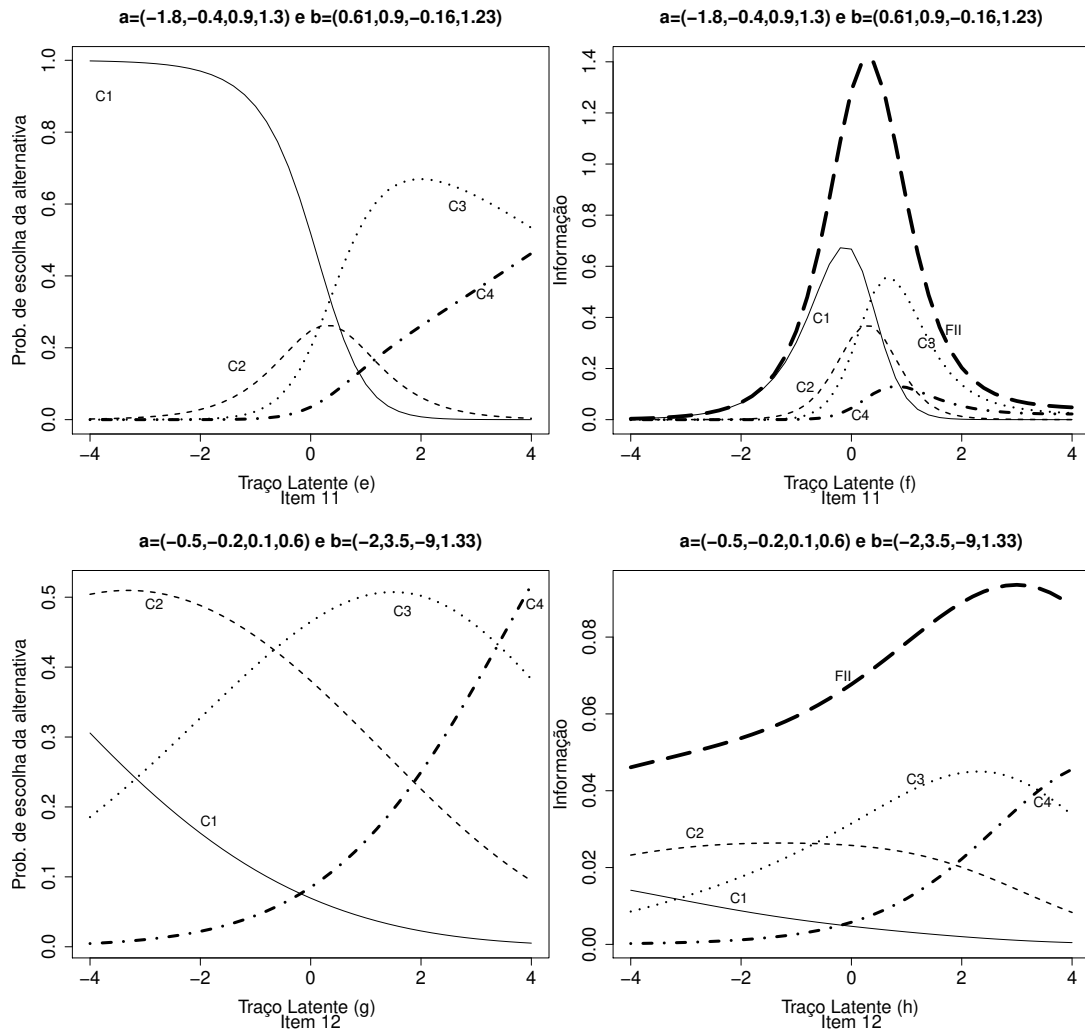 a=(−1.8,−0.4,0.9,1.3) e b=(0.61,0.9,−0.16,1.23)
Prob. de escolha da alternativa
0.0 0.2 0.4 0.6 0.8 1.0
C1
C2
C3
C4
−4 −2 0 2 4
Traço Latente (e)
Item 11
a=(−1.8,−0.4,0.9,1.3) e b=(0.61,0.9,−0.16,1.23)
Informação
0.0 0.2 0.4 0.6 0.8 1.0 1.2 1.4
C1
C2
C3
C4
FII
−4 −2 0 2 4
Traço Latente (f)
Item 11
a=(−0.5,−0.2,0.1,0.6) e b=(−2,3.5,−9,1.33)
Prob. de escolha da alternativa
0.0 0.1 0.2 0.3 0.4 0.5
C1
C2
C3
C4
−4 −2 0 2 4
Traço Latente (g)
Item 12
a=(−0.5,−0.2,0.1,0.6) e b=(−2,3.5,−9,1.33)
Informação
0.00 0.02 0.04 0.06 0.08
FII
C1
C2
C3
C4
−4 −2 0 2 4
Traço Latente (h)
Item 12